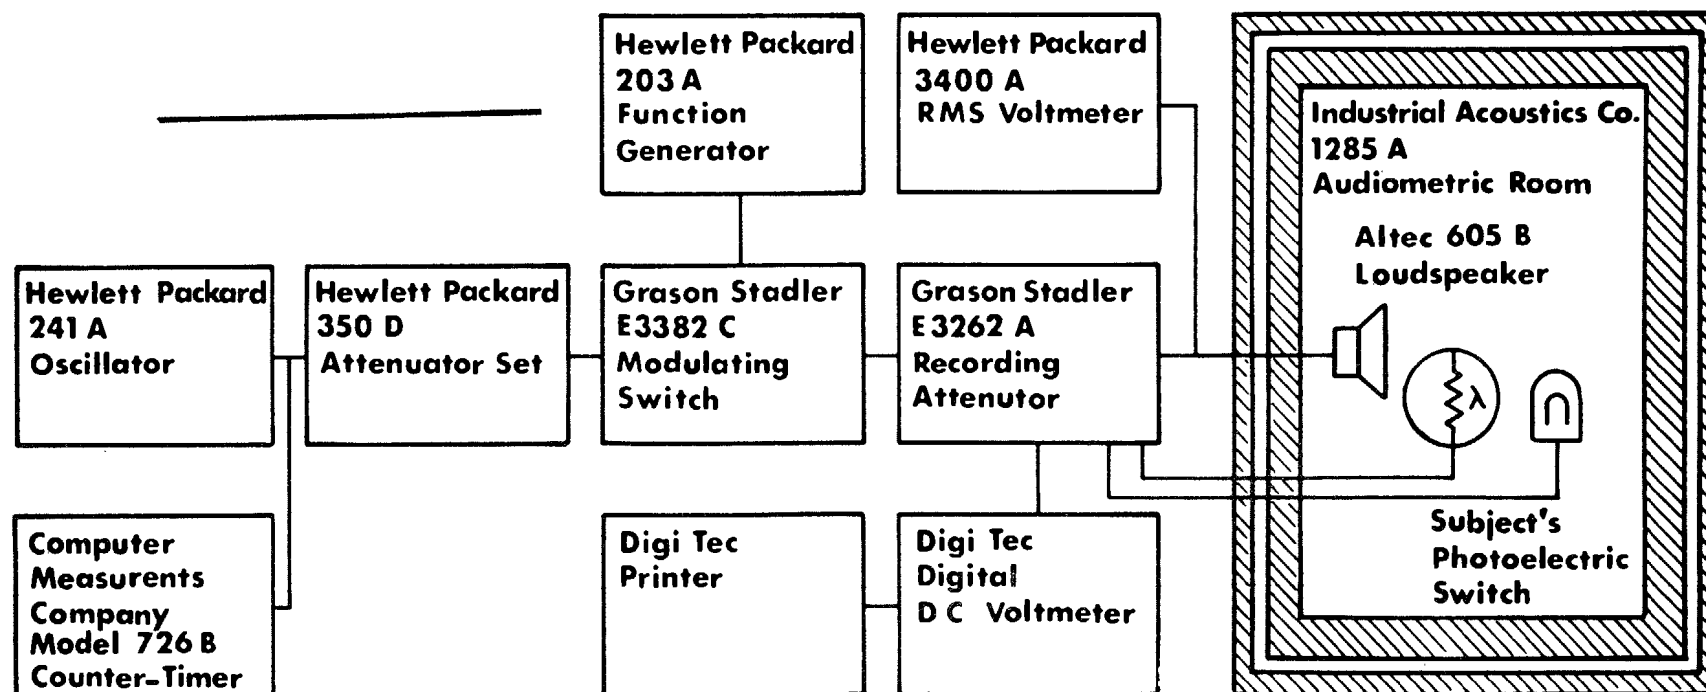 Hewlett Packard
203 A
Function
Generator
Hewlett Packard
3400 A
RMS Voltmeter
Industrial Acoustics Co.
1285 A
Audiometric Room
Altec 605 B
Loudspeaker
λ
Subject's
Photoelectric
Switch
Hewlett Packard
241 A
Oscillator
Hewlett Packard
350 D
Attenuator Set
Grason Stadler
E3382 C
Modulating
Switch
Grason Stadler
E3262 A
Recording
Attenutor
Computer
Measurents
Company
Model 726 B
Counter-Timer
Digi Tec
Printer
Digi Tec
Digital
D C Voltmeter